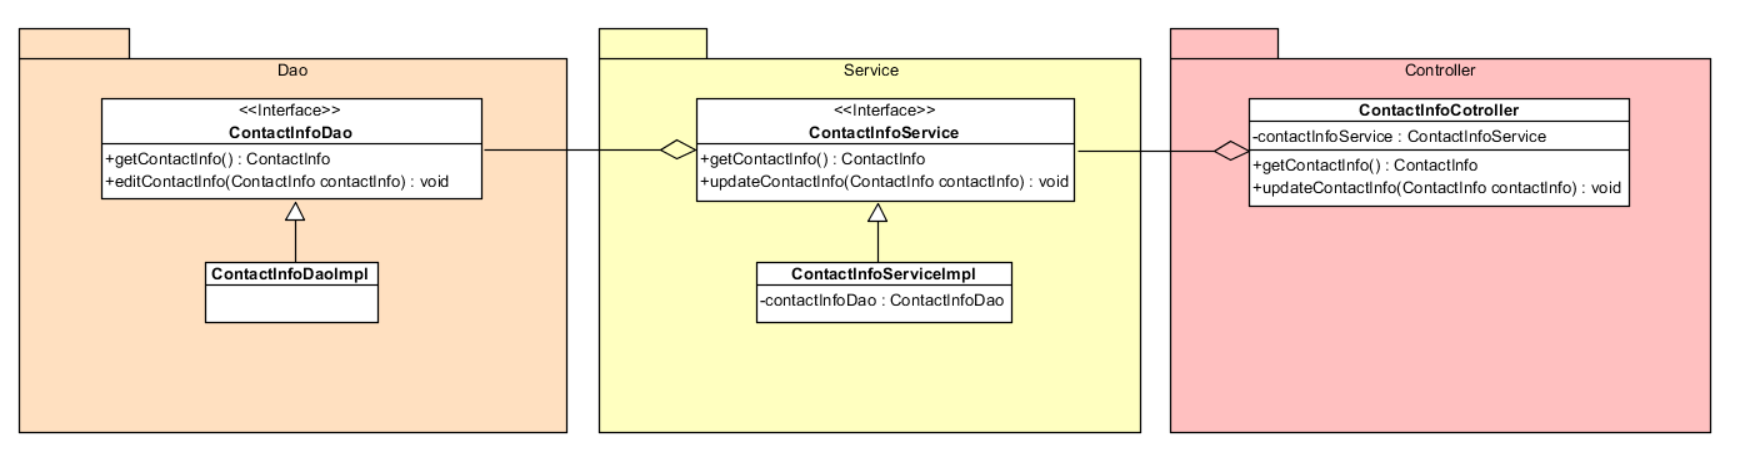 Dao
<<Interface>>
ContactInfoDao
+getContactInfo() : ContactInfo
+editContactInfo(ContactInfo contactInfo) : void
ContactInfoDaoImpl
Service
<<Interface>>
ContactInfoService
+getContactInfo() : ContactInfo
+updateContactInfo(ContactInfo contactInfo) : void
ContactInfoServiceImpl
-contactInfoDao : ContactInfoDao
Controller
ContactInfoCotroller
-contactInfoService : ContactInfoService
+getContactInfo() : ContactInfo
+updateContactInfo(ContactInfo contactInfo) : void